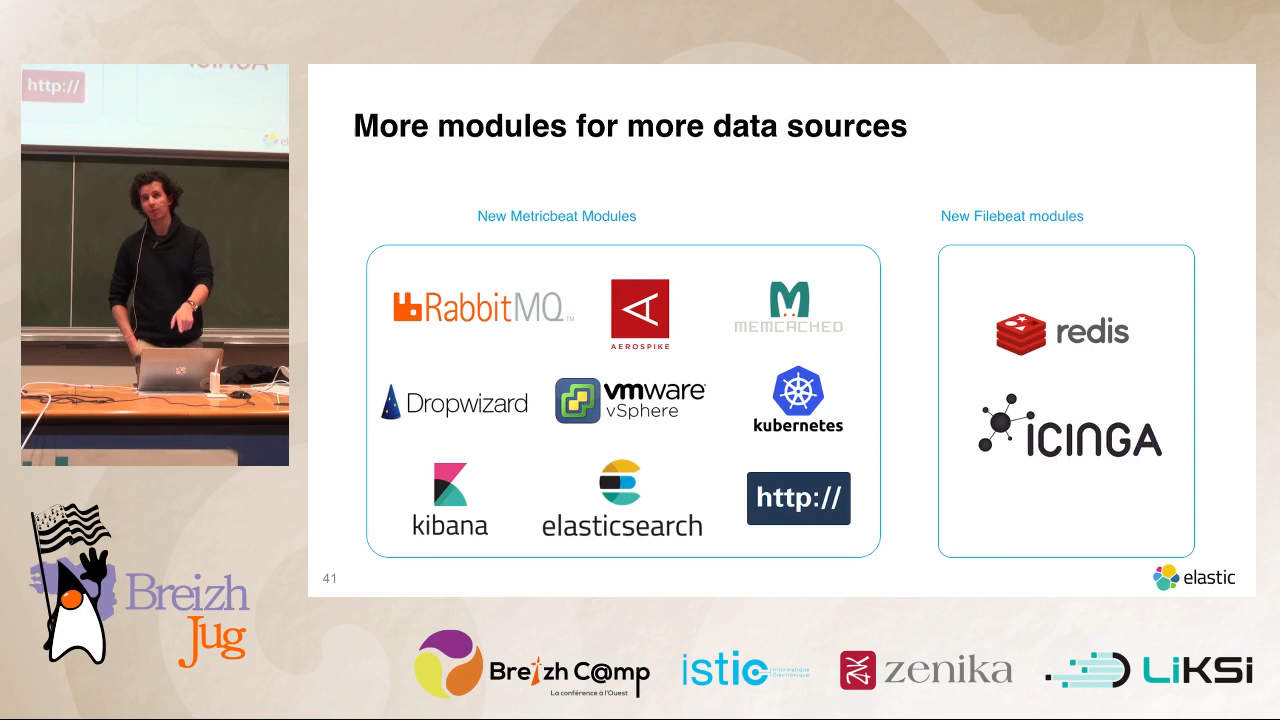 ICINGA
http://
More modules for more data sources
New Metricbeat Modules
New Filebeat modules
RabbitMQ™
AEROSPIKE
MEMCACHED
Dropwizard
vmware®
vSphere
kubernetes
kibana
elasticsearch
http://
redis
ICINGA
41
elastic
Breizh
Jug
Breizh C@mp
La conférence à l'Ouest
istic
Informatique
Électronique
zenika
LiKSi